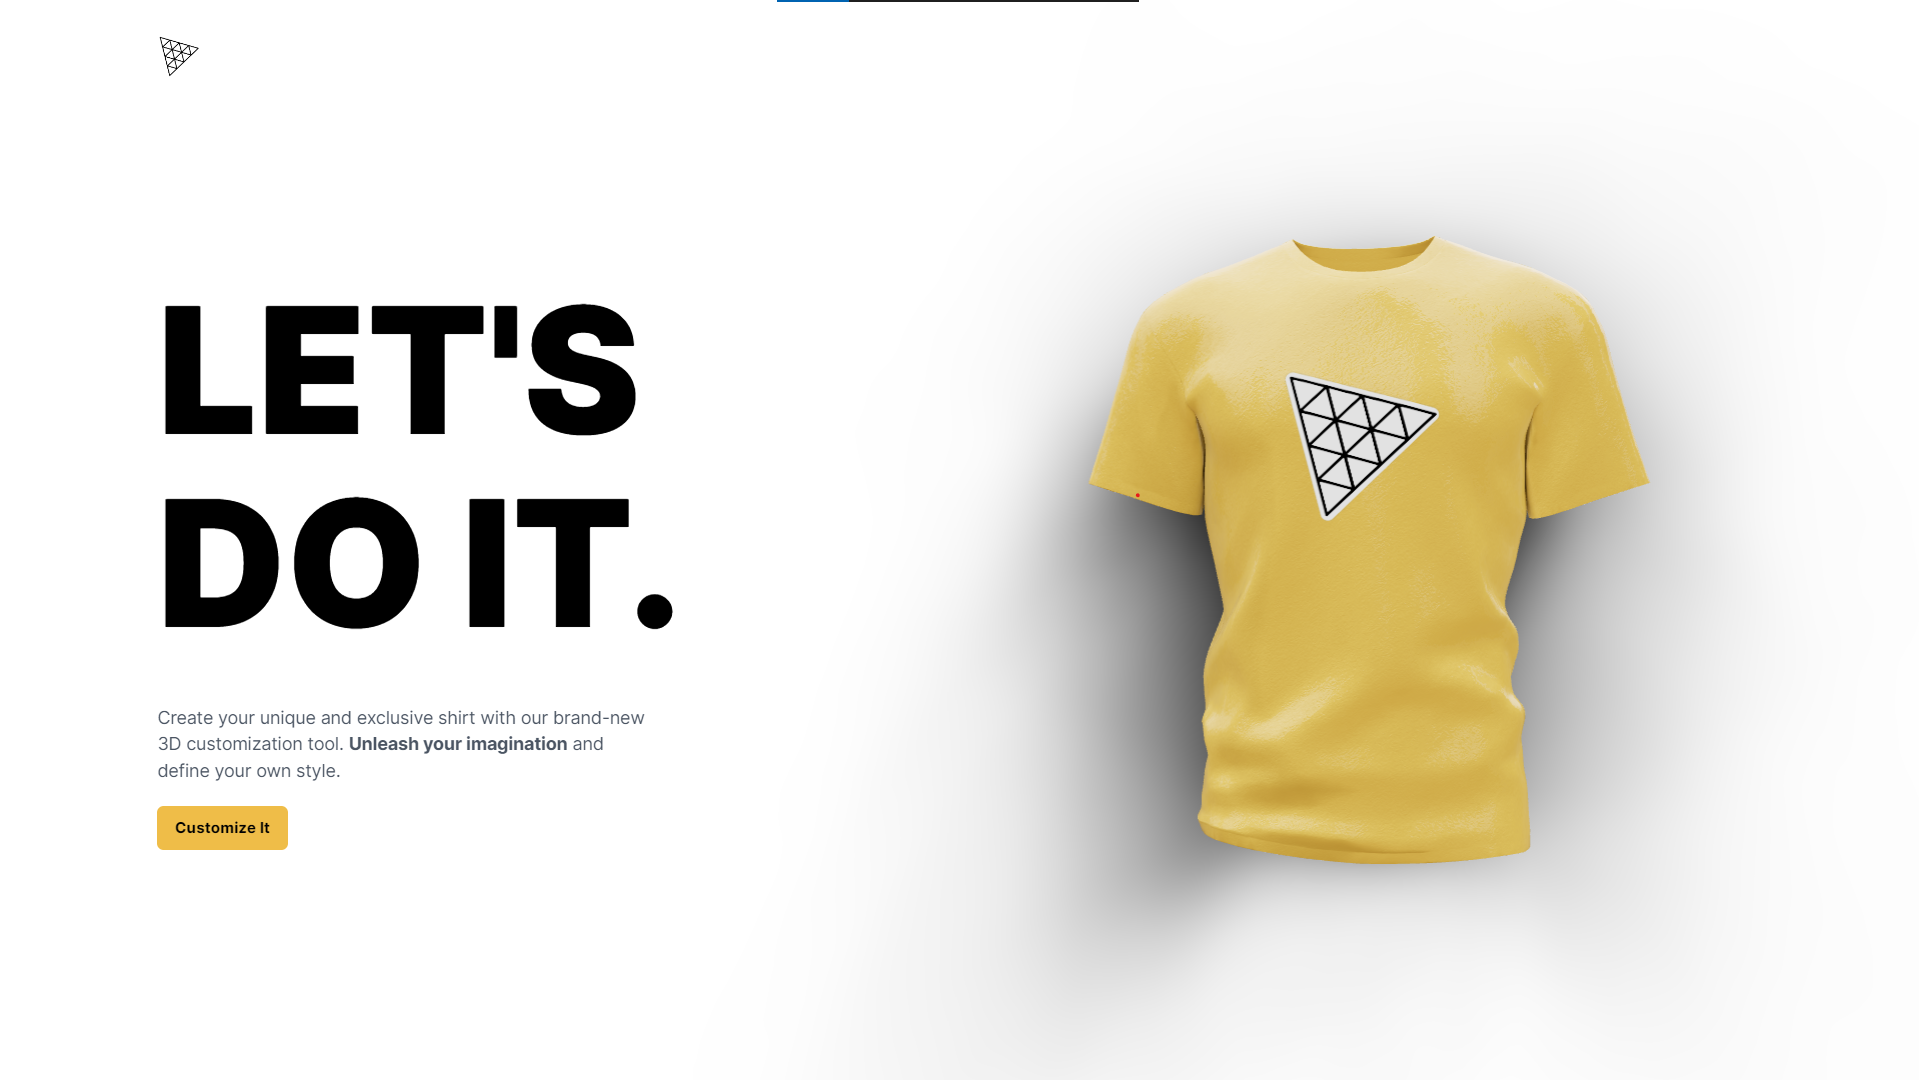 LET'S
DO IT.
Create your unique and exclusive shirt with our brand-new
3D customization tool. Unleash your imagination and
define your own style.
Customize It